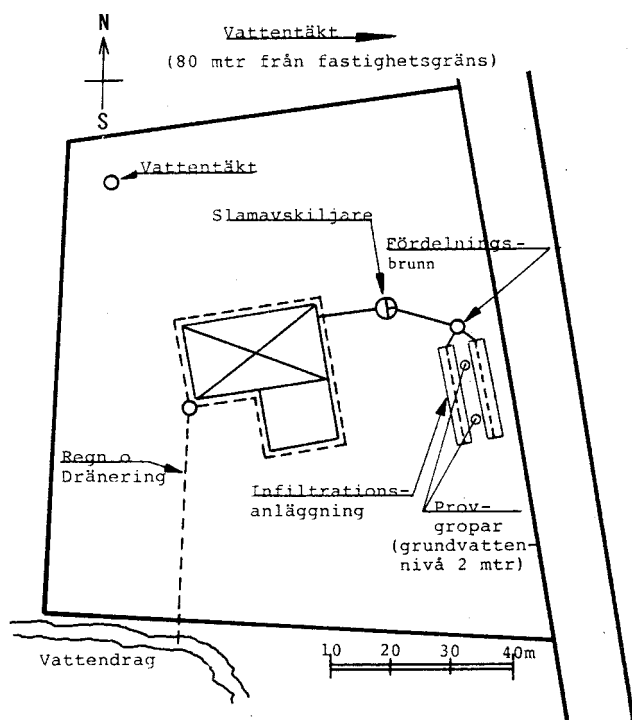 N
Vattentäkt
(80 mtr från fastighetsgräns)
S
Vattentäkt
Slamavskiljare
Fördelnings-
brunn
Regn o
Dränering
Infiltrations-
anläggning
Prov-
gropar
(grundvatten-
nivå 2 mtr)
Vattendrag
10 20 30 40m